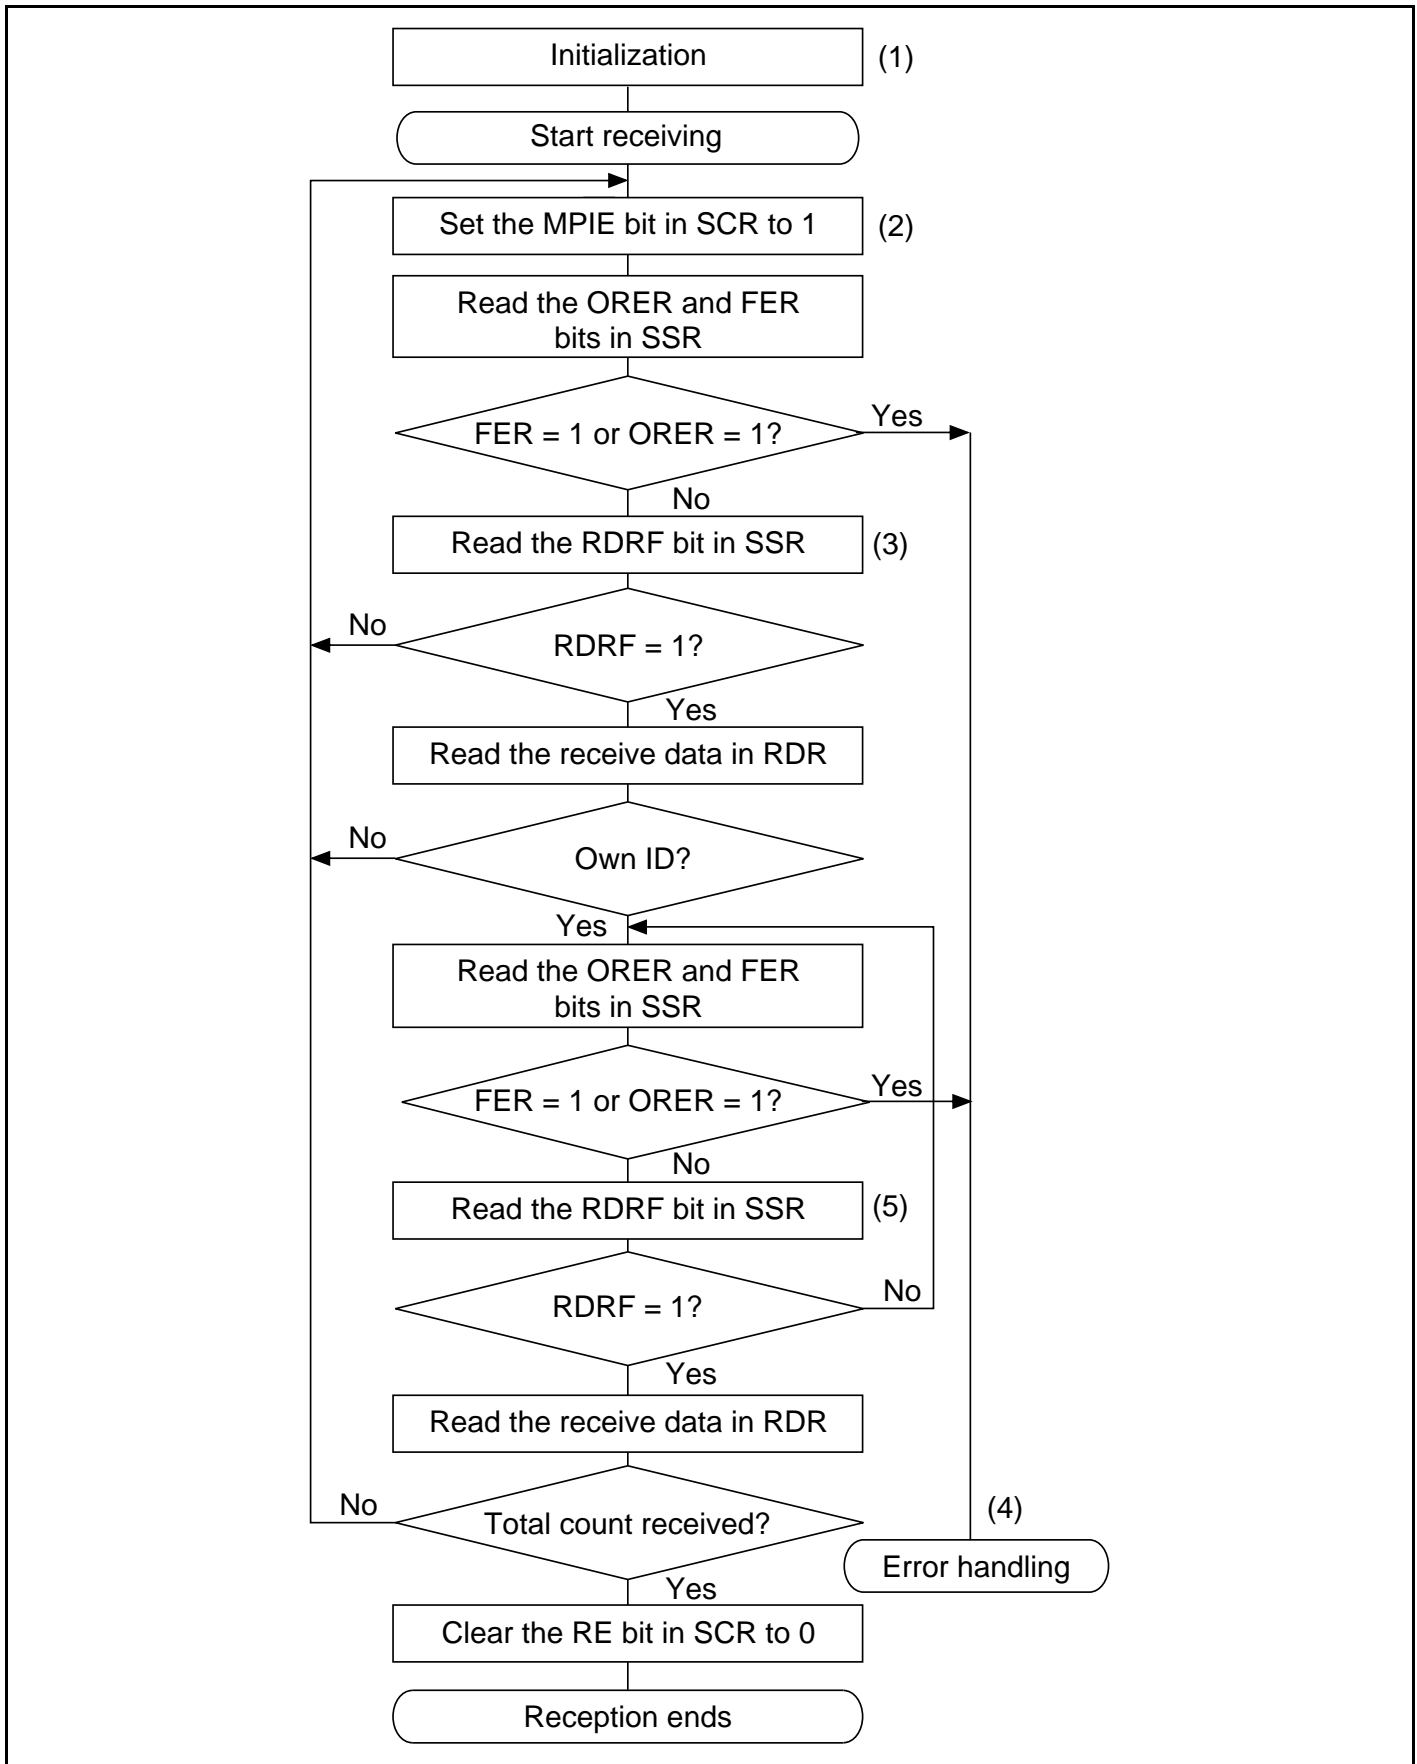 Initialization
(1)
Start receiving
Set the MPIE bit in SCR to 1
(2)
Read the ORER and FER
bits in SSR
FER = 1 or ORER = 1?
Yes
No
Read the RDRF bit in SSR
(3)
No
RDRF = 1?
Yes
Read the receive data in RDR
No
Own ID?
Yes
Read the ORER and FER
bits in SSR
FER = 1 or ORER = 1?
Yes
No
Read the RDRF bit in SSR
(5)
RDRF = 1?
No
Yes
Read the receive data in RDR
No
Total count received?
(4)
Error handling
Yes
Clear the RE bit in SCR to 0
Reception ends